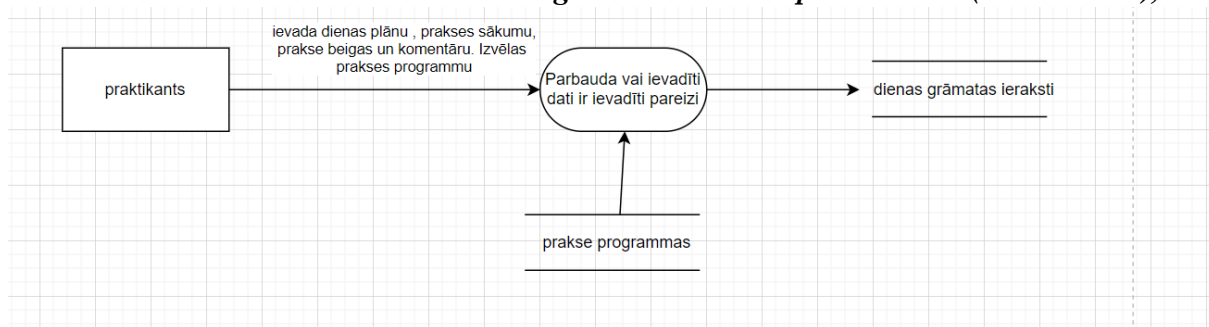 ievada dienas plānu , prakses sākumu,
prakse beigas un komentāru. Izvēlas
prakses programmu
praktikants
Parbauda vai ievadīti
dati ir ievadīti pareizi
dienas grāmatas ieraksti
prakse programmas